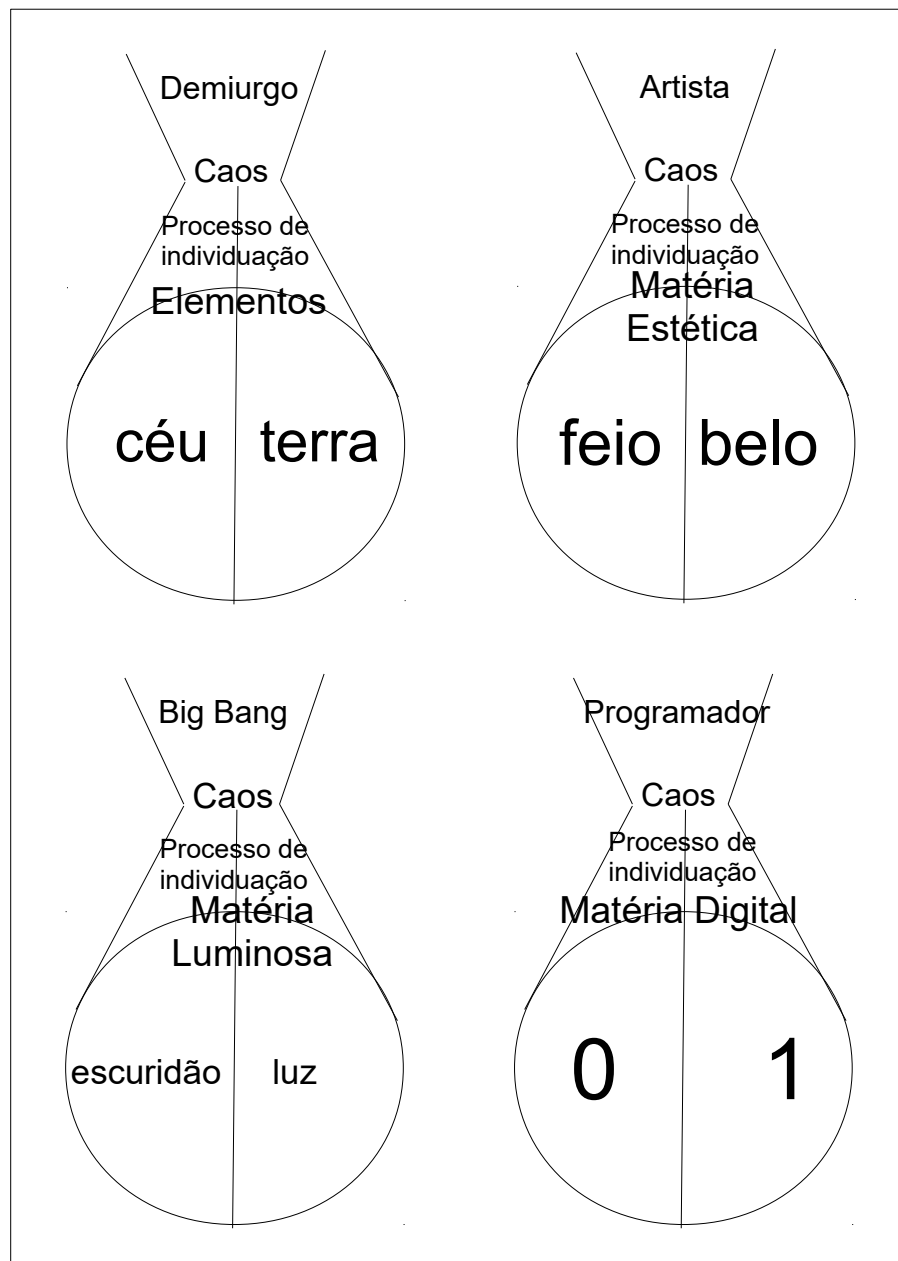 Demiurgo
Caos
Processo de
individuação
Elementos
céu terra
Artista
Caos
Processo de
individuação
Matéria
Estética
feio belo
Big Bang
Caos
Processo de
individuação
Matéria
Luminosa
escuridão luz
Programador
Caos
Processo de
individuação
Matéria Digital
0 1